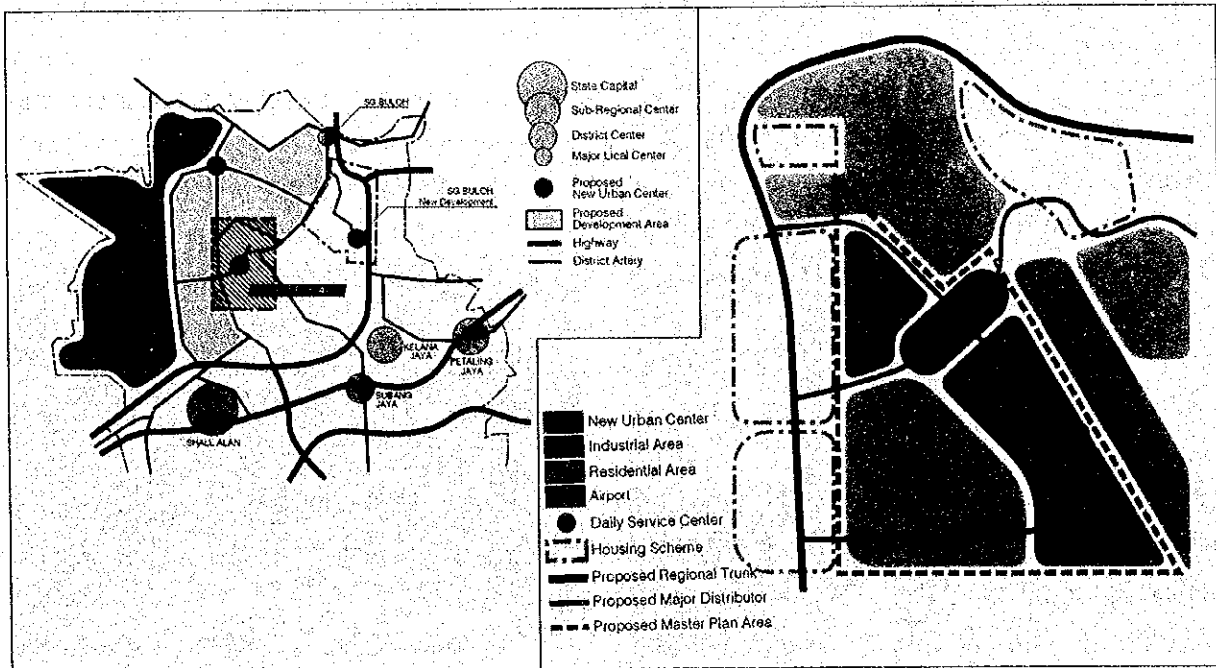 SG BULOH
SG BULOH
New Development
KELANA
JAYA
PETALING
JAYA
SUBANG
JAYA
SHALL ALAN
State Capital
Sub-Regional Center
District Center
Major Lical Center
Proposed
New Urban Center
Proposed
Development Area
Highway
District Artery
New Urban Center
Industrial Area
Residential Area
Airport
Daily Service Center
Housing Scheme
Proposed Regional Trunk
Proposed Major Distributor
Proposed Master Plan Area